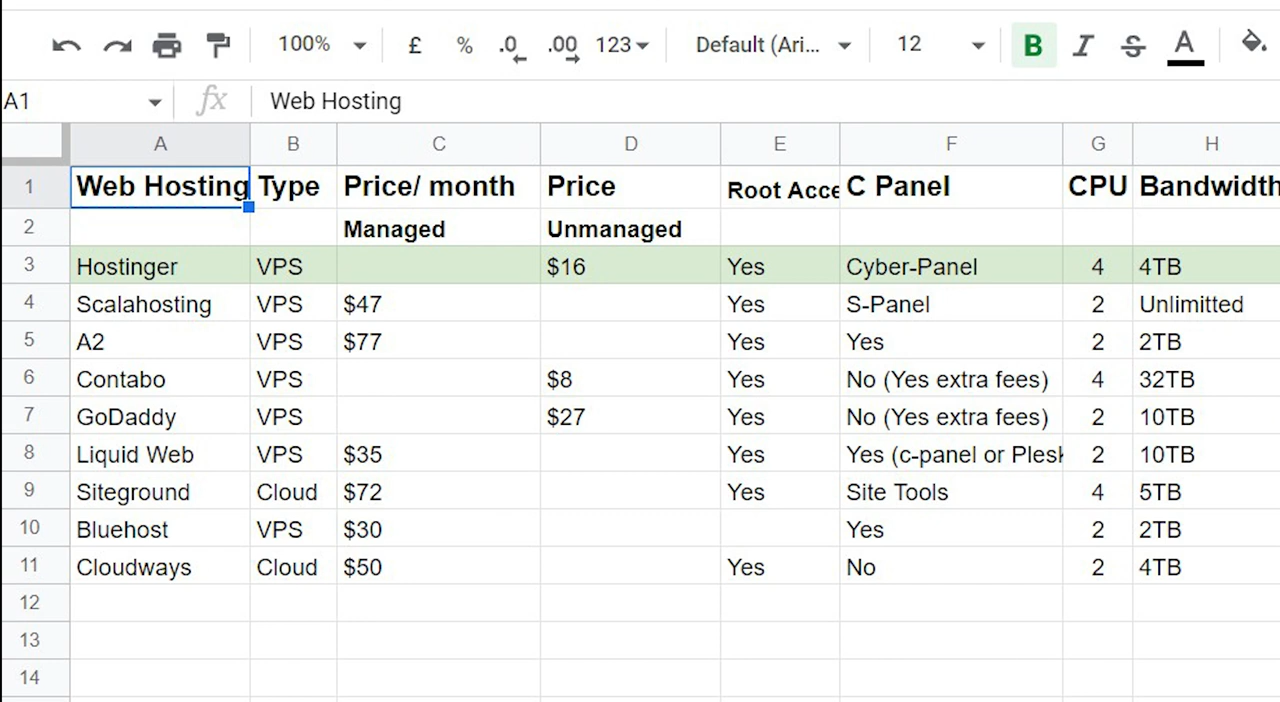 100% £ % .0 .00 123 Default (Ari... 12 B I S A
A1 fx Web Hosting
A B C D E F G H
1 Web Hosting Type Price/ month Price Root Acce C Panel CPU Bandwidth
2 Managed Unmanaged
3 Hostinger VPS $16 Yes Cyber-Panel 4 4TB
4 Scalahosting VPS $47 Yes S-Panel 2 Unlimitted
5 A2 VPS $77 Yes Yes 2 2TB
6 Contabo VPS $8 Yes No (Yes extra fees) 4 32TB
7 GoDaddy VPS $27 Yes No (Yes extra fees) 2 10TB
8 Liquid Web VPS $35 Yes Yes (c-panel or Plesk 2 10TB
9 Siteground Cloud $72 Yes Site Tools 4 5TB
10 Bluehost VPS $30 Yes 2 2TB
11 Cloudways Cloud $50 Yes No 2 4TB
12
13
14